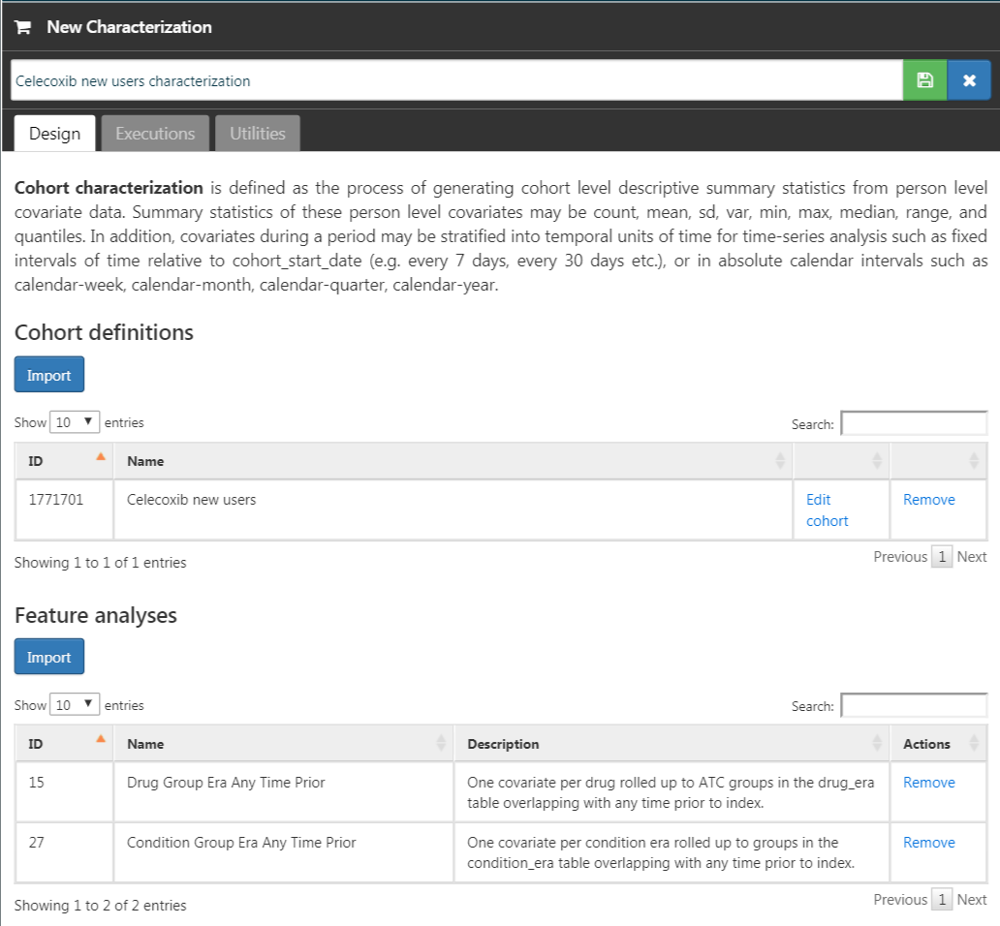 New Characterization
Celecoxib new users characterization
Design Executions Utilities
Cohort characterization is defined as the process of generating cohort level descriptive summary statistics from person level
covariate data. Summary statistics of these person level covariates may be count, mean, sd, var, min, max, median, range, and
quantiles. In addition, covariates during a period may be stratified into temporal units of time for time-series analysis such as fixed
intervals of time relative to cohort_start_date (e.g. every 7 days, every 30 days etc.), or in absolute calendar intervals such as
calendar-week, calendar-month, calendar-quarter, calendar-year.
Cohort definitions
Import
Show 10 entries Search:
ID Name
1771701 Celecoxib new users Edit Remove
cohort
Showing 1 to 1 of 1 entries Previous 1 Next
Feature analyses
Import
Show 10 entries Search:
ID Name Description Actions
15 Drug Group Era Any Time Prior One covariate per drug rolled up to ATC groups in the drug_era Remove
table overlapping with any time prior to index.
27 Condition Group Era Any Time Prior One covariate per condition era rolled up to groups in the Remove
condition_era table overlapping with any time prior to index.
Showing 1 to 2 of 2 entries Previous 1 Next